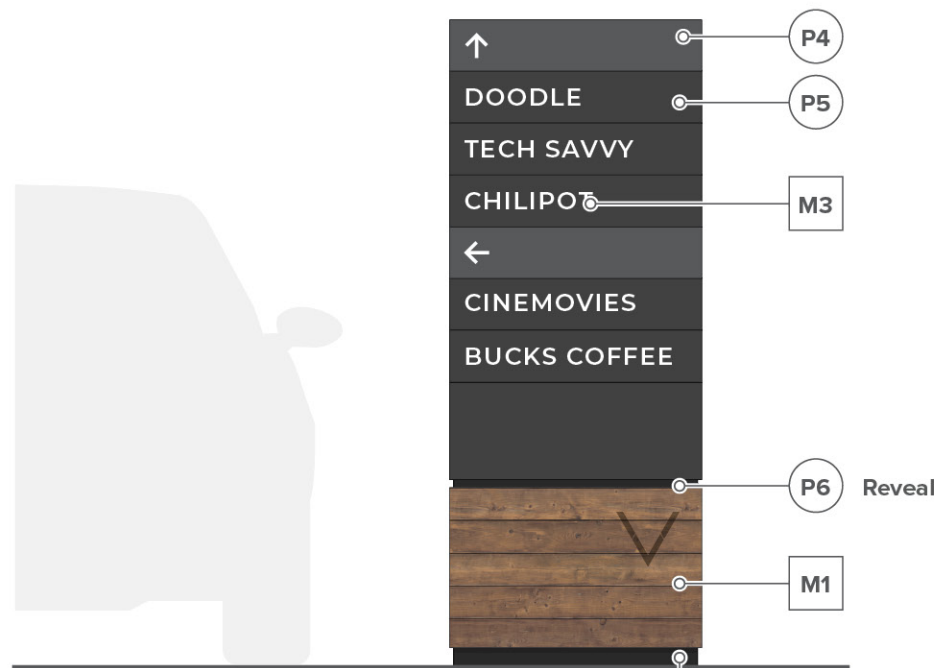 ↑
P4
DOODLE
P5
TECH SAVVY
CHILIPOT
M3
←
CINEMOVIES
BUCKS COFFEE
P6 Reveal
V
M1